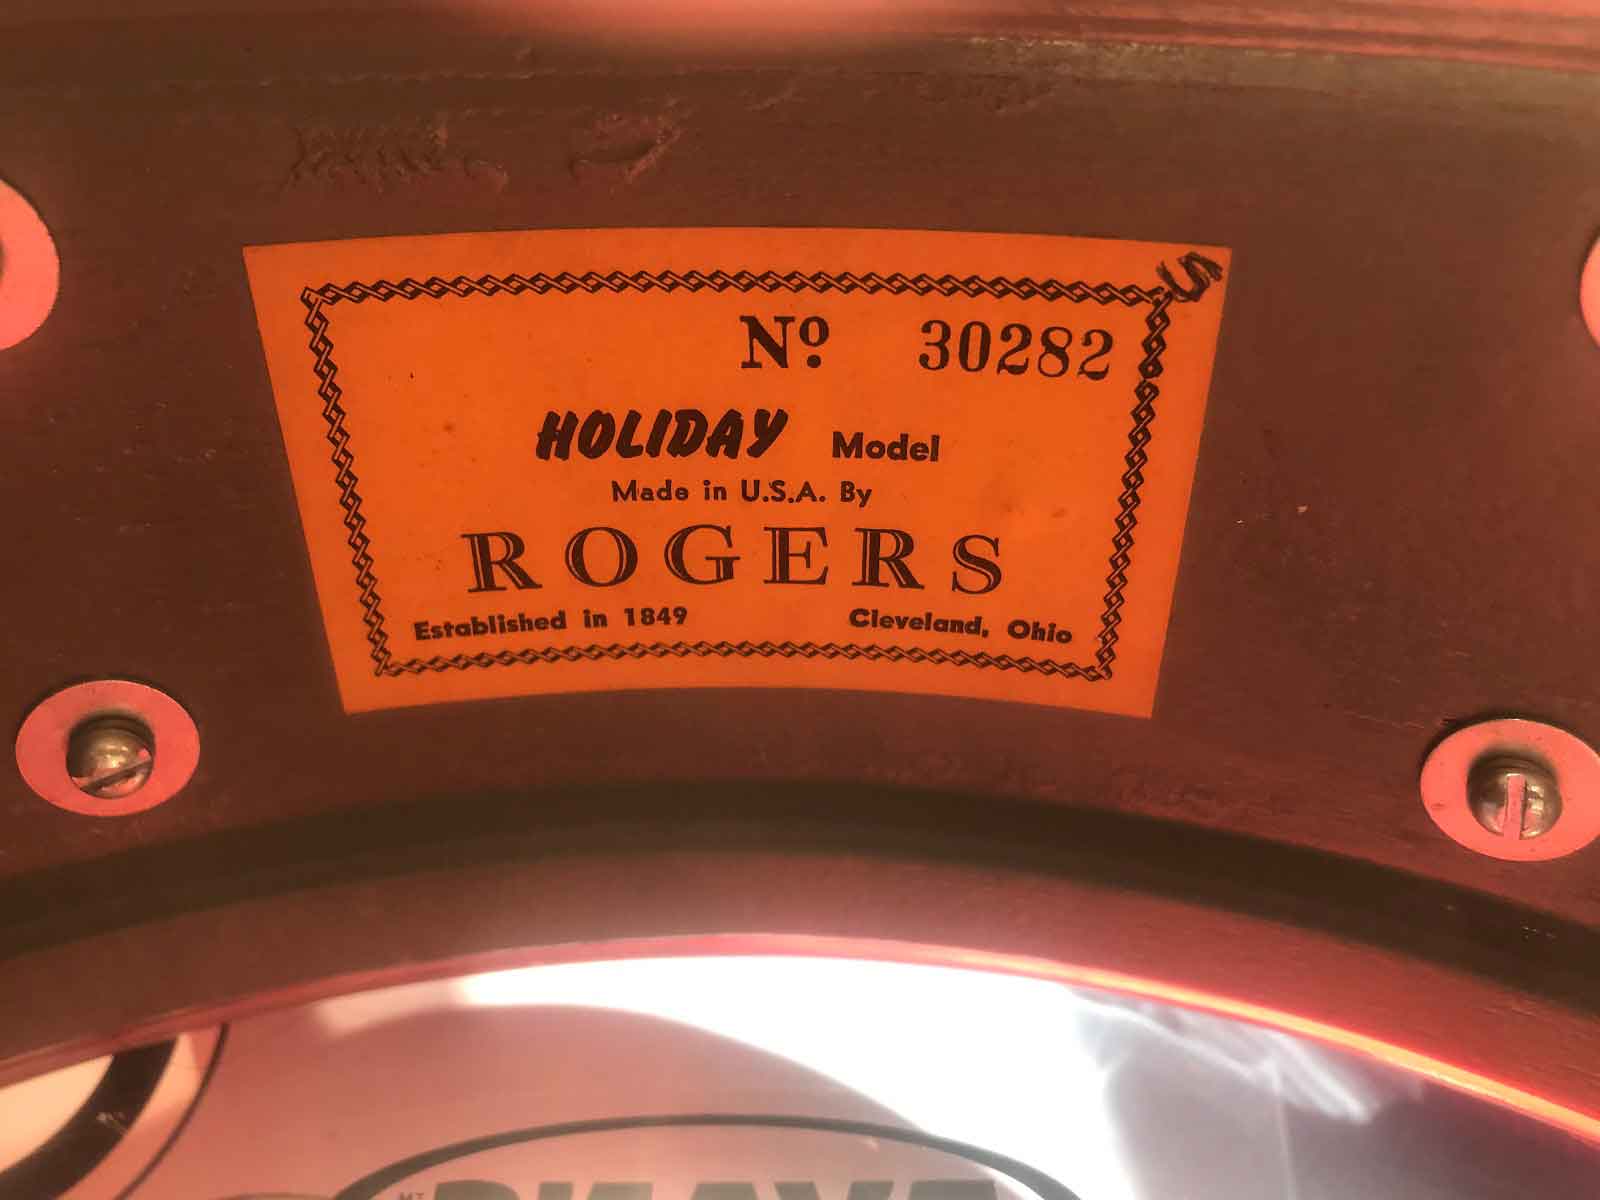 Nº 30282
HOLIDAY Model
Made in U.S.A. By
ROGERS
Established in 1849 Cleveland, Ohio